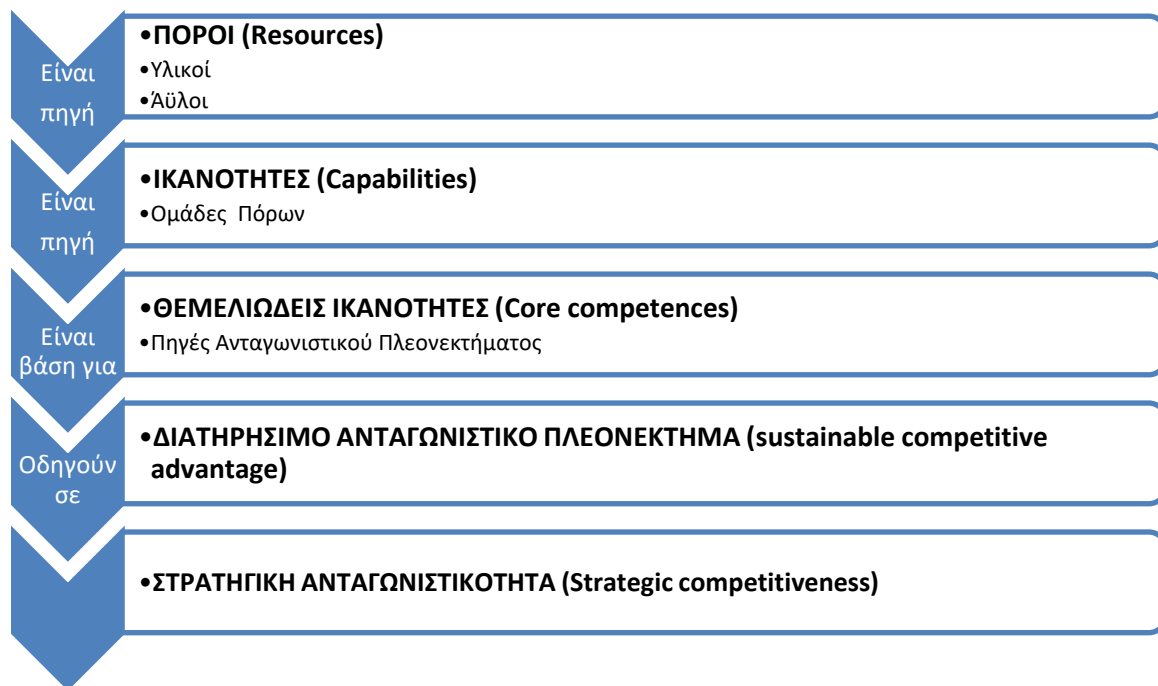 Είναι
πηγή
•ΠΟΡΟΙ (Resources)
•Υλικοί
•Άϋλοι
Είναι
πηγή
•ΙΚΑΝΟΤΗΤΕΣ (Capabilities)
•Ομάδες Πόρων
Είναι
βάση για
•ΘΕΜΕΛΙΩΔΕΙΣ ΙΚΑΝΟΤΗΤΕΣ (Core competences)
•Πηγές Ανταγωνιστικού Πλεονεκτήματος
Οδηγούν
σε
•ΔΙΑΤΗΡΗΣΙΜΟ ΑΝΤΑΓΩΝΙΣΤΙΚΟ ΠΛΕΟΝΕΚΤΗΜΑ (sustainable competitive
advantage)
•ΣΤΡΑΤΗΓΙΚΗ ΑΝΤΑΓΩΝΙΣΤΙΚΟΤΗΤΑ (Strategic competitiveness)